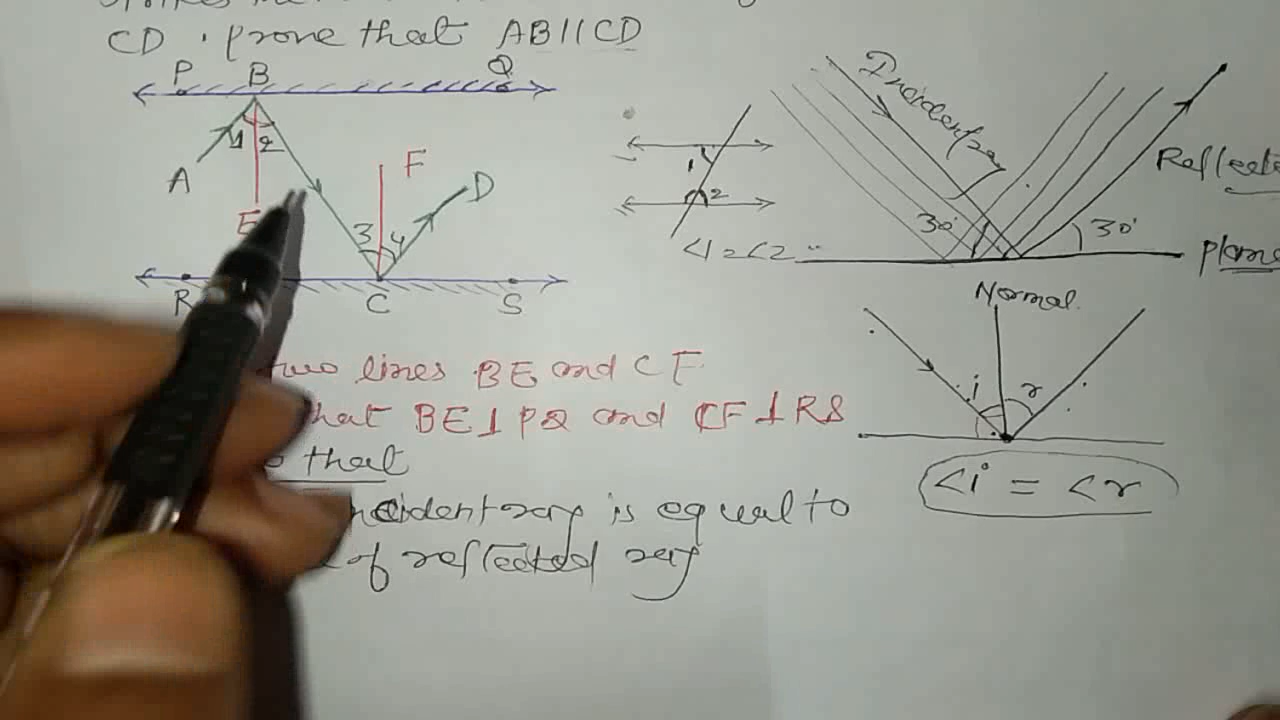 CD . prove that AB || CD
P B Q
1 2
A
E
F
D
3 4
R C S
two lines BE and CF
that BE ⊥ PQ and CF ⊥ RS
that
incident ray is equal to
of reflected ray
1
2
<1 = <2
Incident ray
Reflecte
30°
30°
plane
Normal.
i r
<i = <r